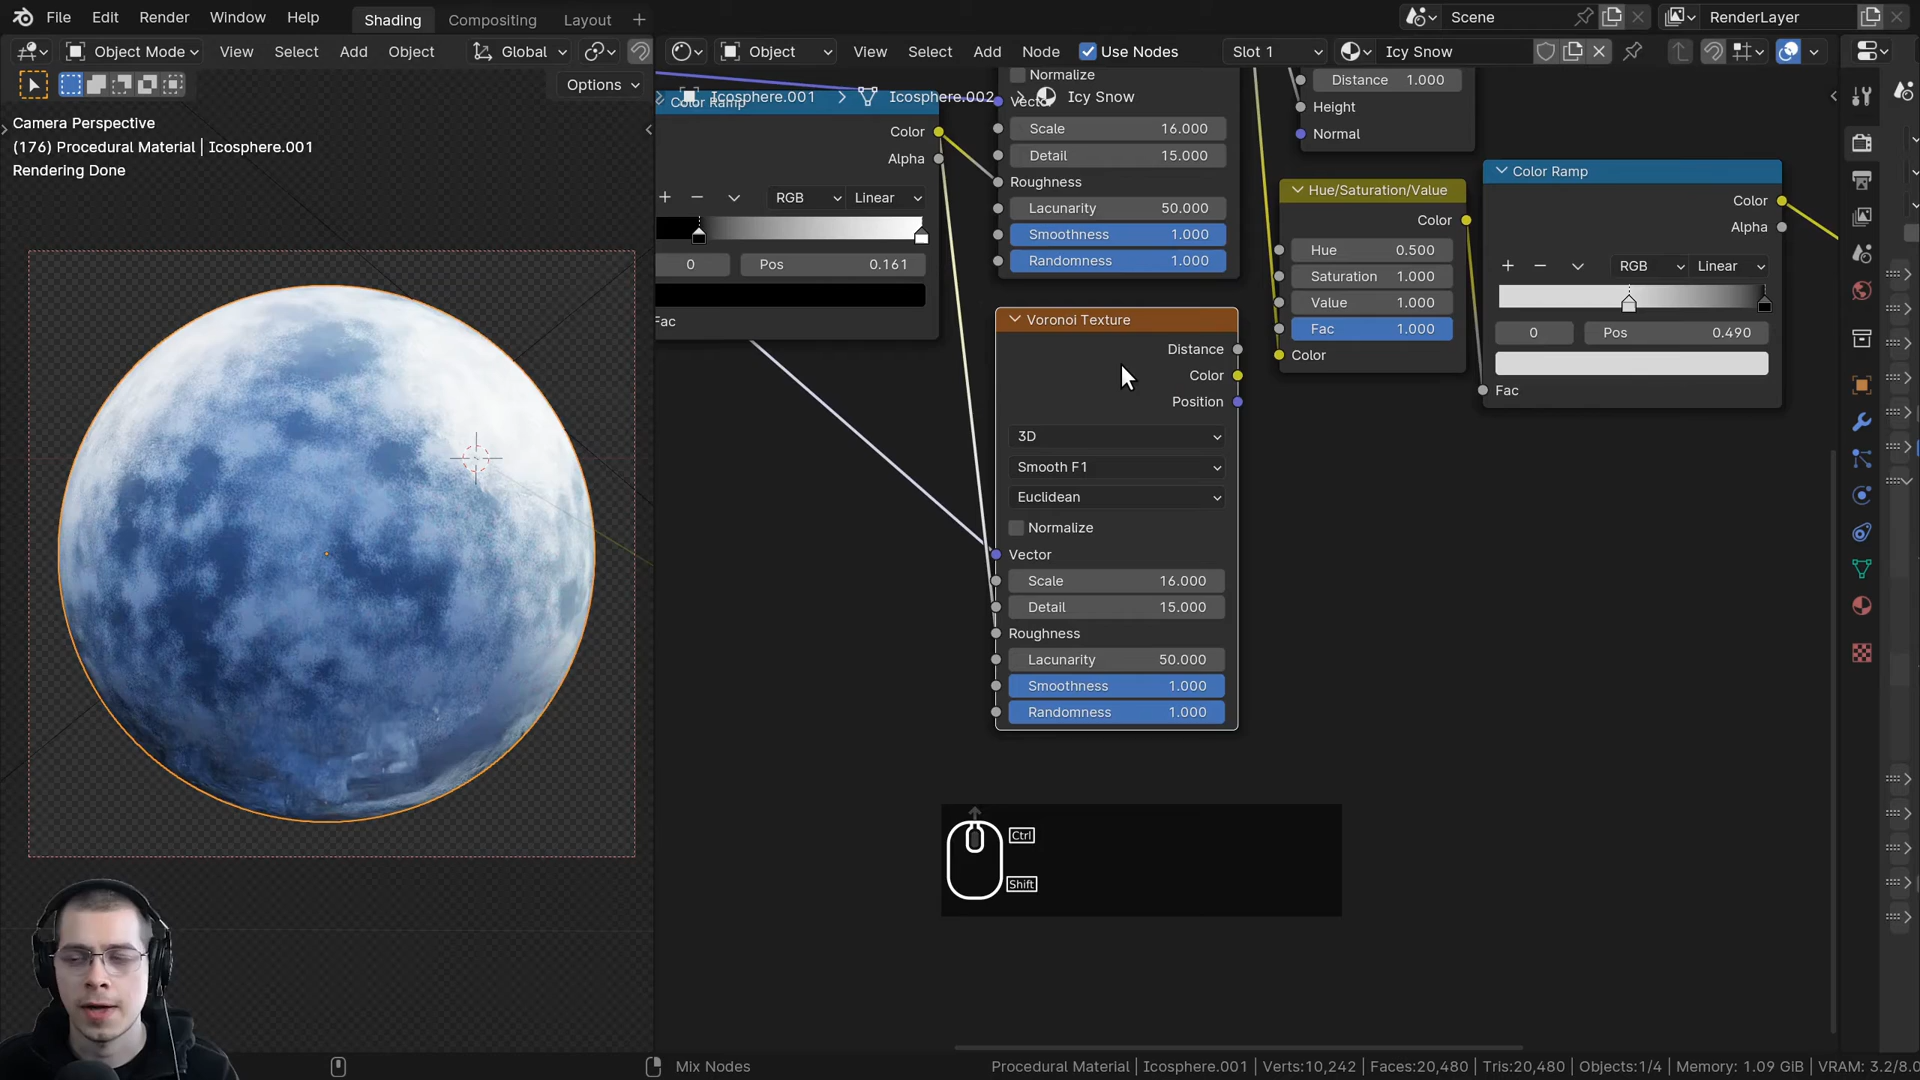 File Edit Render Window Help Shading Compositing Layout + Scene RenderLayer
Object Mode View Select Add Object Global Object View Select Add Node Use Nodes Slot 1 Icy Snow
Options
Camera Perspective
(176) Procedural Material | Icosphere.001
Rendering Done
Icosphere.001 > Icosphere.002 > Icy Snow
Color Ramp
Color
Alpha
RGB Linear
0 Pos 0.161
Fac
Normalize
Vector
Scale 16.000
Detail 15.000
Roughness
Lacunarity 50.000
Smoothness 1.000
Randomness 1.000
Distance 1.000
Height
Normal
Hue/Saturation/Value
Color
Hue 0.500
Saturation 1.000
Value 1.000
Fac 1.000
Color
Color Ramp
Color
Alpha
RGB Linear
0 Pos 0.490
Fac
Voronoi Texture
Distance
Color
Position
3D
Smooth F1
Euclidean
Normalize
Vector
Scale 16.000
Detail 15.000
Roughness
Lacunarity 50.000
Smoothness 1.000
Randomness 1.000
Ctrl
Shift
Mix Nodes Procedural Material | Icosphere.001 | Verts:10,242 | Faces:20,480 | Tris:20,480 | Objects:1/4 | Memory: 1.09 GiB | VRAM: 3.2/8.0